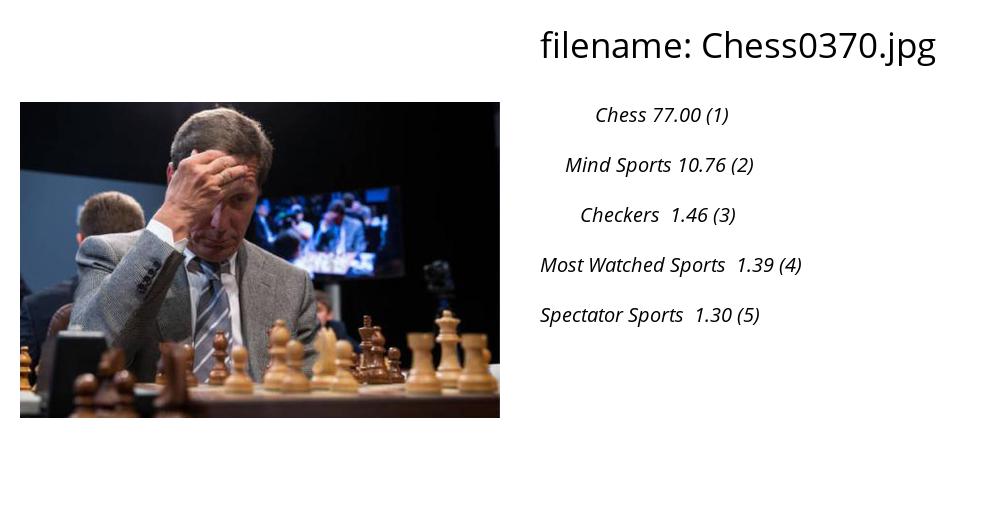 filename: Chess0370.jpg
Chess 77.00 (1)
Mind Sports 10.76 (2)
Checkers 1.46 (3)
Most Watched Sports 1.39 (4)
Spectator Sports 1.30 (5)